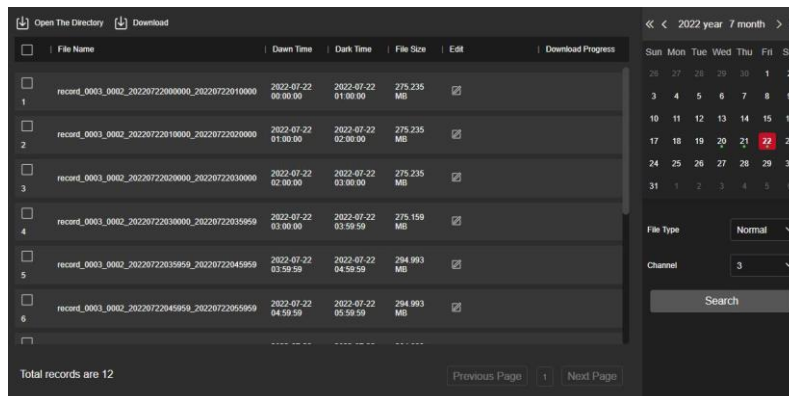 Open The Directory Download
File Name | Dawn Time | Dark Time | File Size | Edit | Download Progress
1 record_0003_0002_20220722000000_20220722010000 2022-07-22 00:00:00 2022-07-22 01:00:00 275.235 MB
2 record_0003_0002_20220722010000_20220722020000 2022-07-22 01:00:00 2022-07-22 02:00:00 275.235 MB
3 record_0003_0002_20220722020000_20220722030000 2022-07-22 02:00:00 2022-07-22 03:00:00 275.235 MB
4 record_0003_0002_20220722030000_20220722035959 2022-07-22 03:00:00 2022-07-22 03:59:59 275.159 MB
5 record_0003_0002_20220722035959_20220722045959 2022-07-22 03:59:59 2022-07-22 04:59:59 294.993 MB
6 record_0003_0002_20220722045959_20220722055959 2022-07-22 04:59:59 2022-07-22 05:59:59 294.993 MB
Total records are 12
Previous Page 1 Next Page
« < 2022 year 7 month >
Sun Mon Tue Wed Thu Fri S
26 27 28 29 30 1
3 4 5 6 7 8
10 11 12 13 14 15
17 18 19 20 21 22
24 25 26 27 28 29
31 1 2 3 4 5
File Type Normal
Channel 3
Search